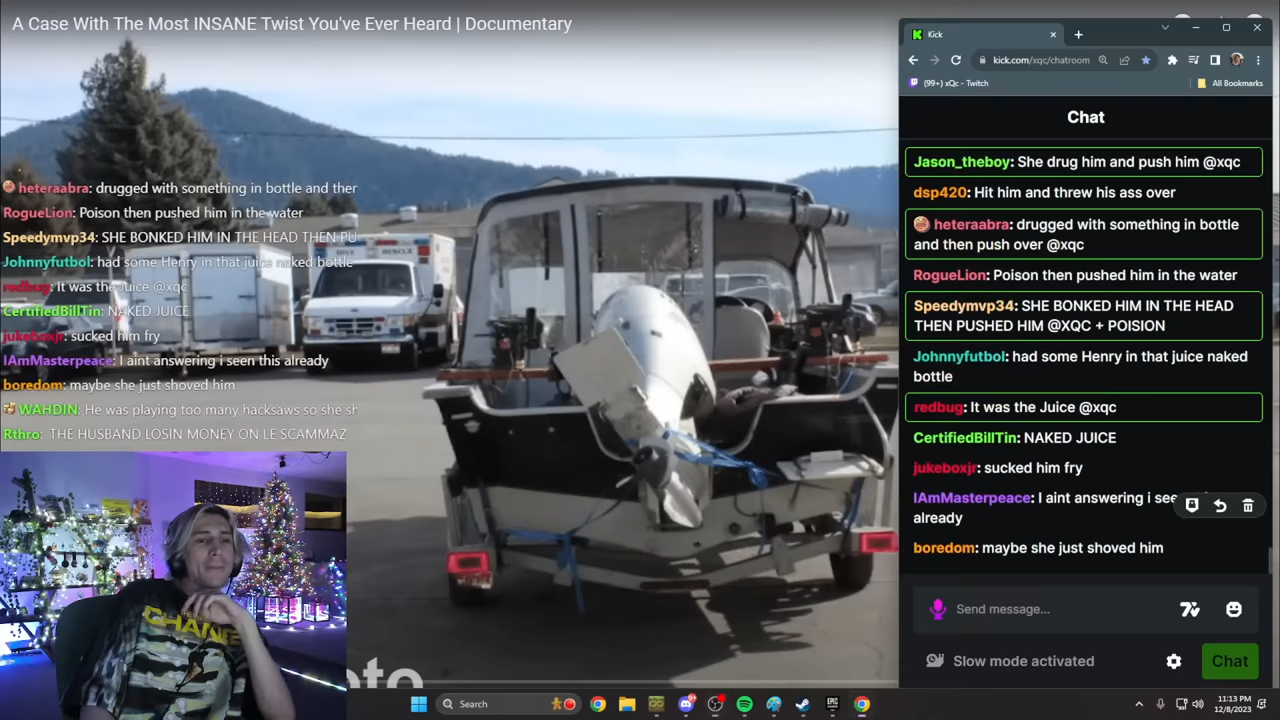 A Case With The Most INSANE Twist You've Ever Heard | Documentary
heteraabra: drugged with something in bottle and ther
RogueLion: Poison then pushed him in the water
Speedymvp34: SHE BONKED HIM IN THE HEAD THEN PU
Johnnyfutbol: had some Henry in that juice naked bottle
redbug: It was the Juice @xqc
CertifiedBillTin: NAKED JUICE
jukeboxjr: sucked him fry
IAmMasterpeace: I aint answering i seen this already
boredom: maybe she just shoved him
WAHDIN: He was playing too many hacksaws so she sh
Rthro: THE HUSBAND LOSIN MONEY ON LE SCAMMAZ
RESCUE
CHANE
oto
Kick
kick.com/xqc/chatroom
(99+) xQc - Twitch
All Bookmarks
Chat
Jason_theboy: She drug him and push him @xqc
dsp420: Hit him and threw his ass over
heteraabra: drugged with something in bottle
and then push over @xqc
RogueLion: Poison then pushed him in the water
Speedymvp34: SHE BONKED HIM IN THE HEAD
THEN PUSHED HIM @XQC + POISION
Johnnyfutbol: had some Henry in that juice naked
bottle
redbug: It was the Juice @xqc
CertifiedBillTin: NAKED JUICE
jukeboxjr: sucked him fry
IAmMasterpeace: I aint answering i see
already
boredom: maybe she just shoved him
Send message...
Slow mode activated
Chat
Search
11:13 PM
12/8/2023